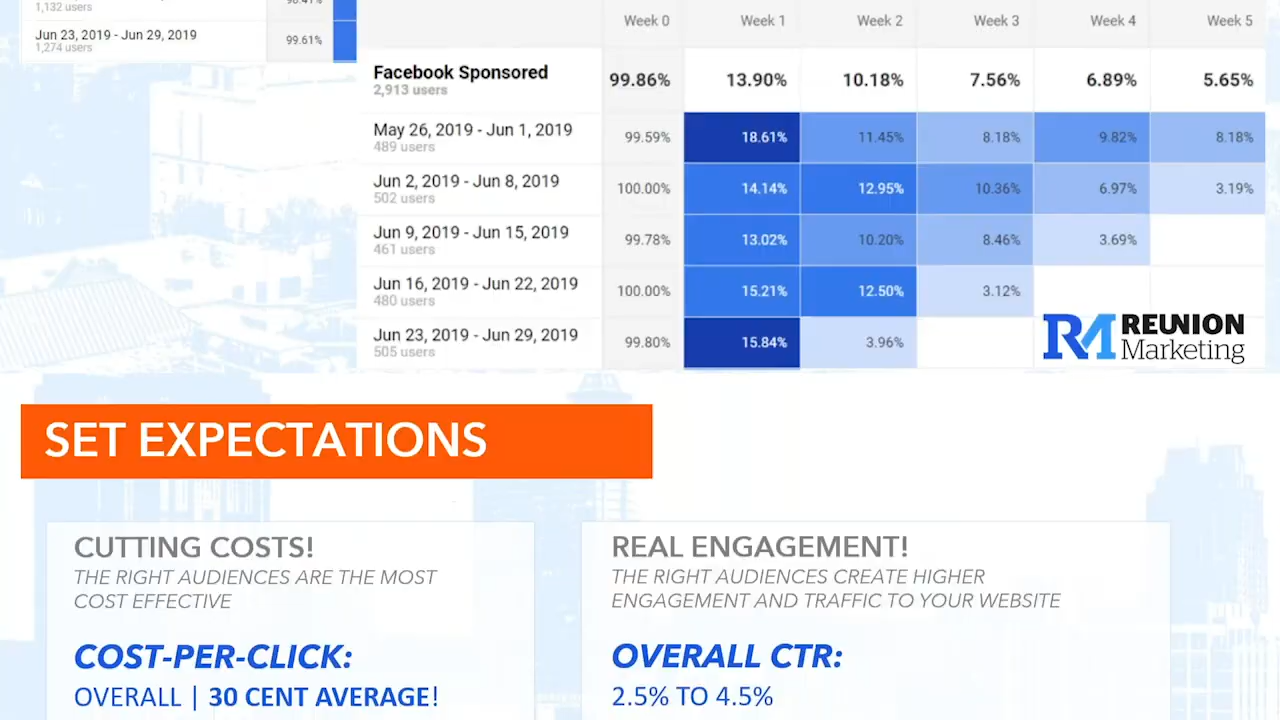 1,132 users
98.41%
Jun 23, 2019 - Jun 29, 2019
1,274 users
99.61%
Week 0 Week 1 Week 2 Week 3 Week 4 Week 5
Facebook Sponsored
2,913 users
99.86% 13.90% 10.18% 7.56% 6.89% 5.65%
May 26, 2019 - Jun 1, 2019
489 users
99.59% 18.61% 11.45% 8.18% 9.82% 8.18%
Jun 2, 2019 - Jun 8, 2019
502 users
100.00% 14.14% 12.95% 10.36% 6.97% 3.19%
Jun 9, 2019 - Jun 15, 2019
461 users
99.78% 13.02% 10.20% 8.46% 3.69%
Jun 16, 2019 - Jun 22, 2019
480 users
100.00% 15.21% 12.50% 3.12%
Jun 23, 2019 - Jun 29, 2019
505 users
99.80% 15.84% 3.96%
RM REUNION
Marketing
SET EXPECTATIONS
CUTTING COSTS!
THE RIGHT AUDIENCES ARE THE MOST
COST EFFECTIVE
COST-PER-CLICK:
OVERALL | 30 CENT AVERAGE!
REAL ENGAGEMENT!
THE RIGHT AUDIENCES CREATE HIGHER
ENGAGEMENT AND TRAFFIC TO YOUR WEBSITE
OVERALL CTR:
2.5% TO 4.5%